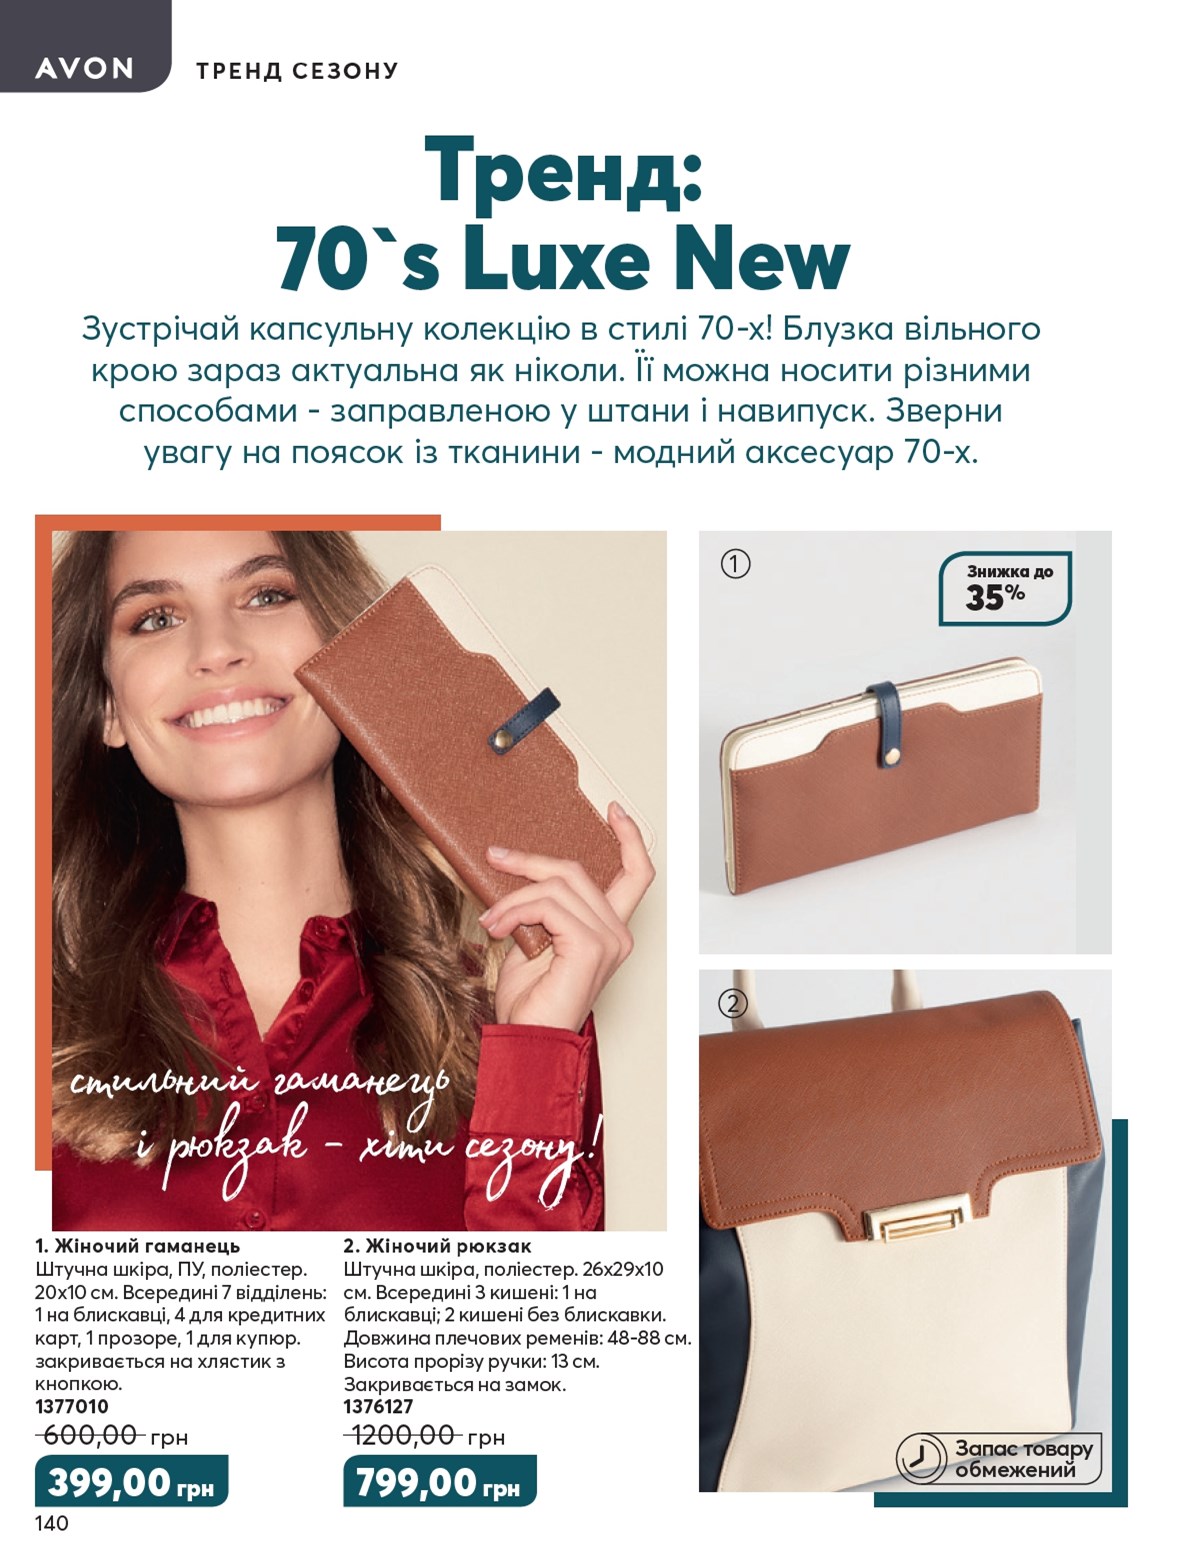 AVON
ТРЕНД СЕЗОНУ
Тренд:
70`s Luxe New
Зустрічай капсульну колекцію в стилі 70-х! Блузка вільного
крою зараз актуальна як ніколи. Її можна носити різними
способами - заправленою у штани і навипуск. Зверни
увагу на поясок із тканини - модний аксесуар 70-х.
стильний гаманець
і рюкзак – хіти сезону!
1
Знижка до
35%
2
Запас товару
обмежений
1. Жіночий гаманець
Штучна шкіра, ПУ, поліестер.
20х10 см. Всередині 7 відділень:
1 на блискавці, 4 для кредитних
карт, 1 прозоре, 1 для купюр.
закривається на хлястик з
кнопкою.
1377010
600,00 грн
399,00 грн
2. Жіночий рюкзак
Штучна шкіра, поліестер. 26х29х10
см. Всередині 3 кишені: 1 на
блискавці; 2 кишені без блискавки.
Довжина плечових ременів: 48-88 см.
Висота прорізу ручки: 13 см.
Закривається на замок.
1376127
1200,00 грн
799,00 грн
140